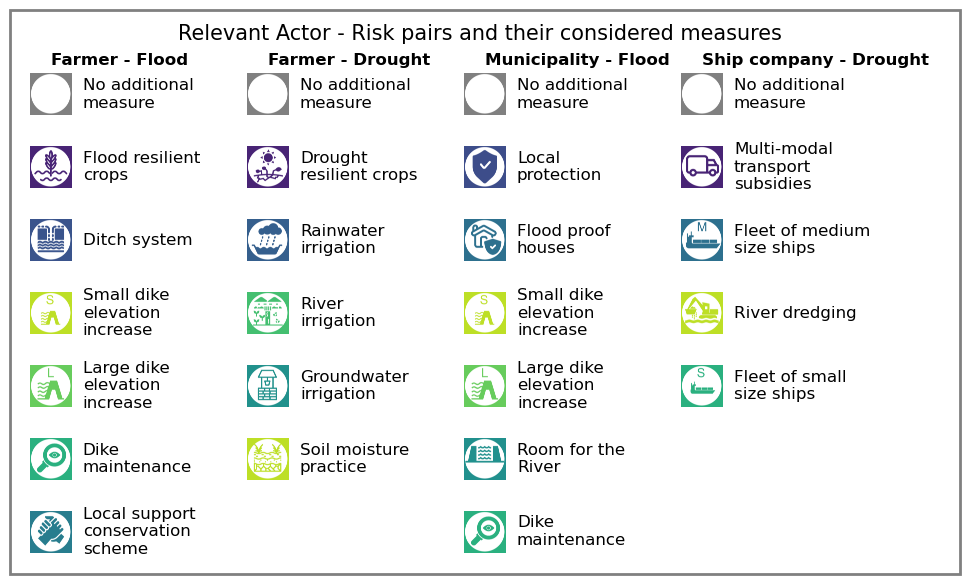 Relevant Actor - Risk pairs and their considered measures
Farmer - Flood
No additional
measure
Flood resilient
crops
Ditch system
S
Small dike
elevation
increase
L
Large dike
elevation
increase
Dike
maintenance
Local support
conservation
scheme
Farmer - Drought
No additional
measure
Drought
resilient crops
Rainwater
irrigation
River
irrigation
Groundwater
irrigation
Soil moisture
practice
Municipality - Flood
No additional
measure
Local
protection
Flood proof
houses
S
Small dike
elevation
increase
L
Large dike
elevation
increase
Room for the
River
Dike
maintenance
Ship company - Drought
No additional
measure
Multi-modal
transport
subsidies
M
Fleet of medium
size ships
River dredging
S
Fleet of small
size ships